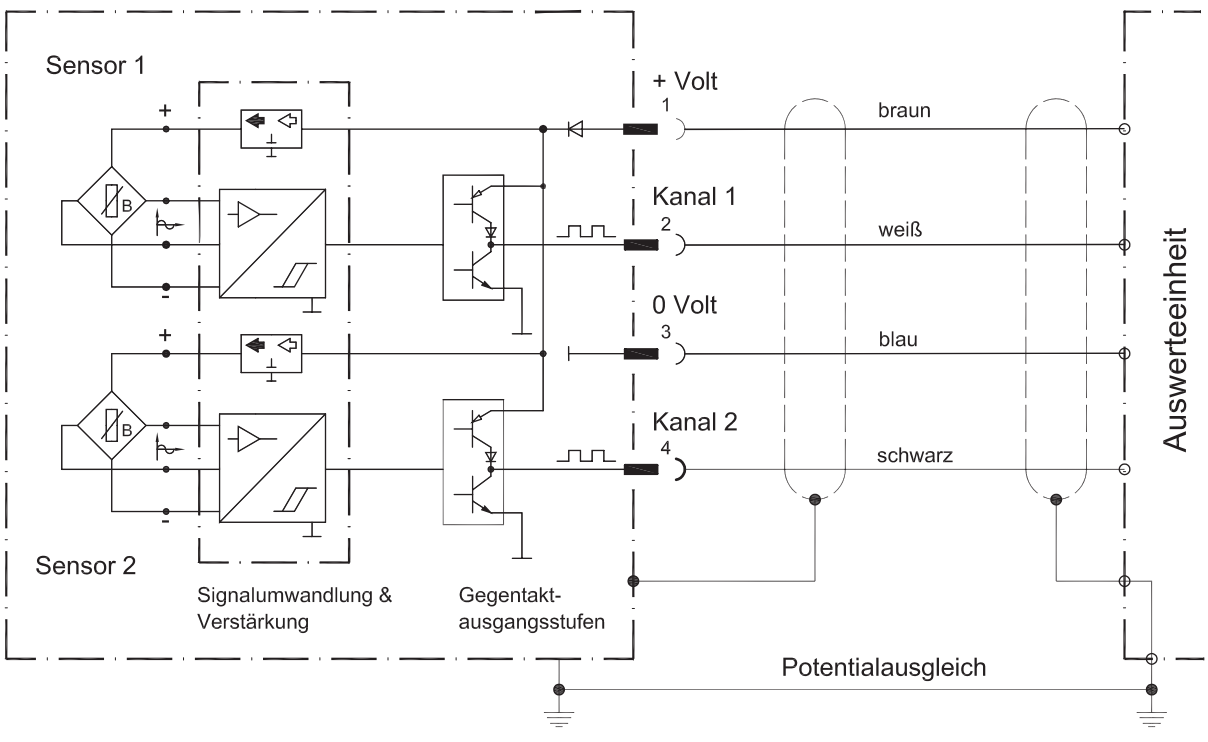 Sensor 1
+ Volt
1
braun
+
B
Kanal 1
2
weiß
-
0 Volt
3
blau
+
B
Kanal 2
4
schwarz
-
Auswerteeinheit
Sensor 2
Signalumwandlung &
Verstärkung
Gegentakt-
ausgangsstufen
Potentialausgleich